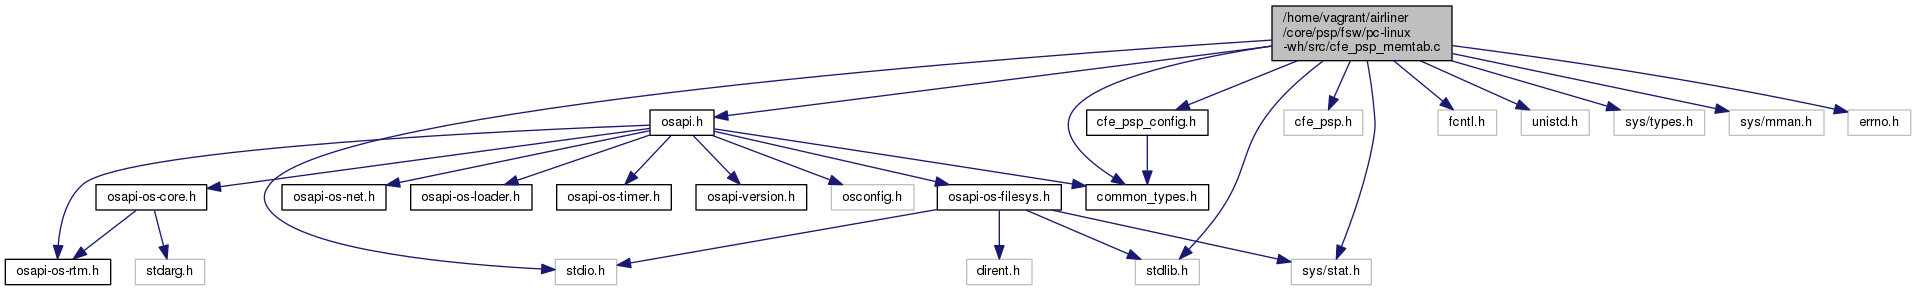 /home/vagrant/airliner
/core/psp/fsw/pc-linux
-wh/src/cfe_psp_memtab.c
osapi.h
cfe_psp_config.h
cfe_psp.h
fcntl.h
unistd.h
sys/types.h
sys/mman.h
errno.h
osapi-os-core.h
osapi-os-net.h
osapi-os-loader.h
osapi-os-timer.h
osapi-version.h
osconfig.h
osapi-os-filesys.h
common_types.h
osapi-os-rtm.h
stdarg.h
stdio.h
dirent.h
stdlib.h
sys/stat.h